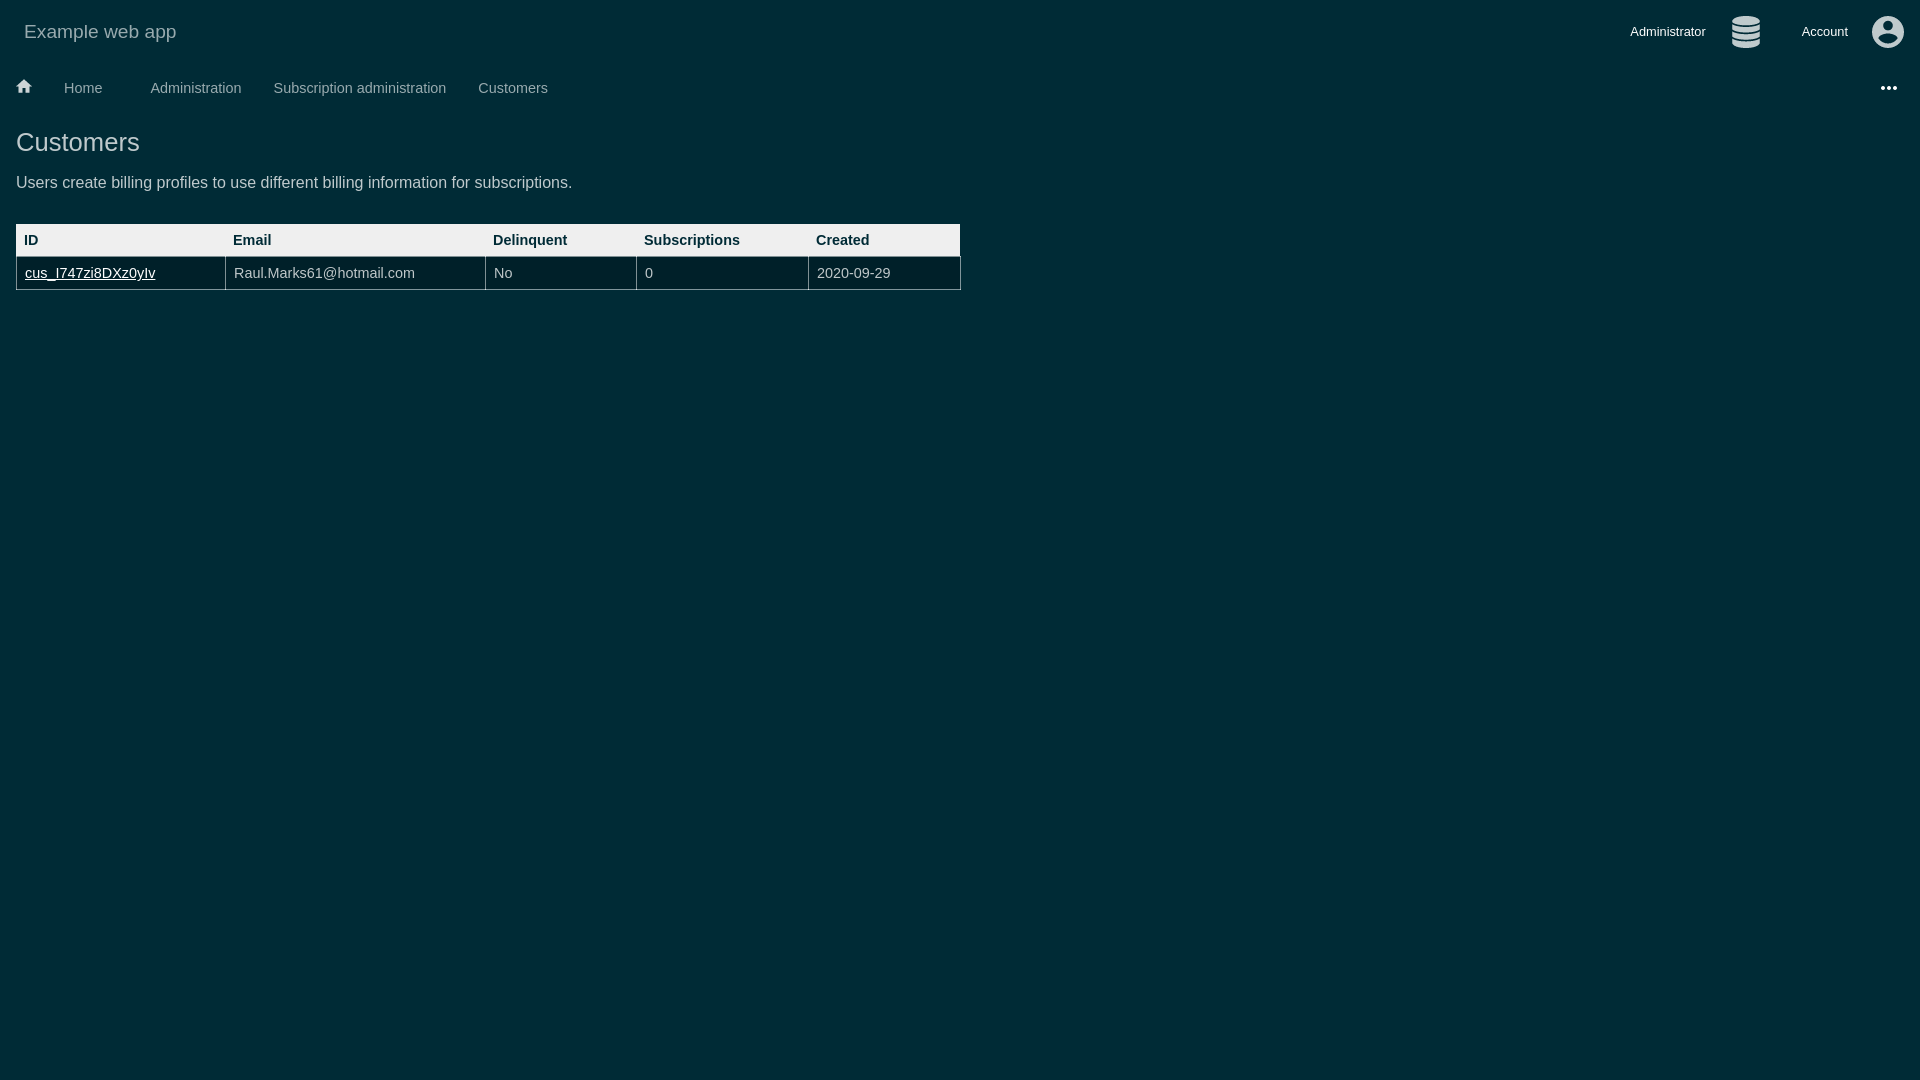 Example web app
Administrator
Account
Home
Administration
Subscription administration
Customers
Customers
Users create billing profiles to use different billing information for subscriptions.
ID Email Delinquent Subscriptions Created
cus_I747zi8DXz0yIv Raul.Marks61@hotmail.com No 0 2020-09-29